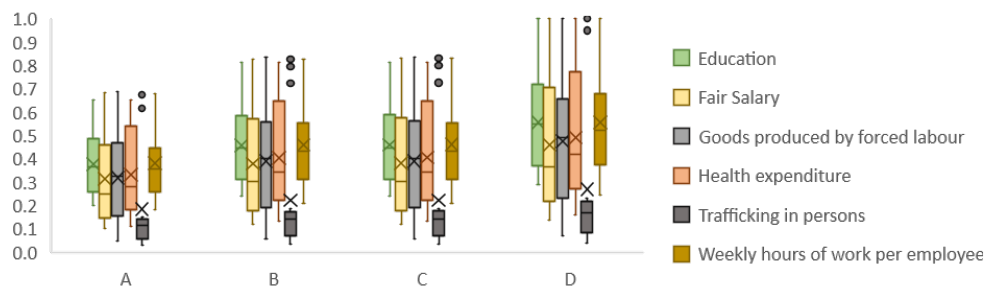 1.0
0.9
0.8
0.7
0.6
0.5
0.4
0.3
0.2
0.1
0.0
A B C D
Education
Fair Salary
Goods produced by forced labour
Health expenditure
Trafficking in persons
Weekly hours of work per employee